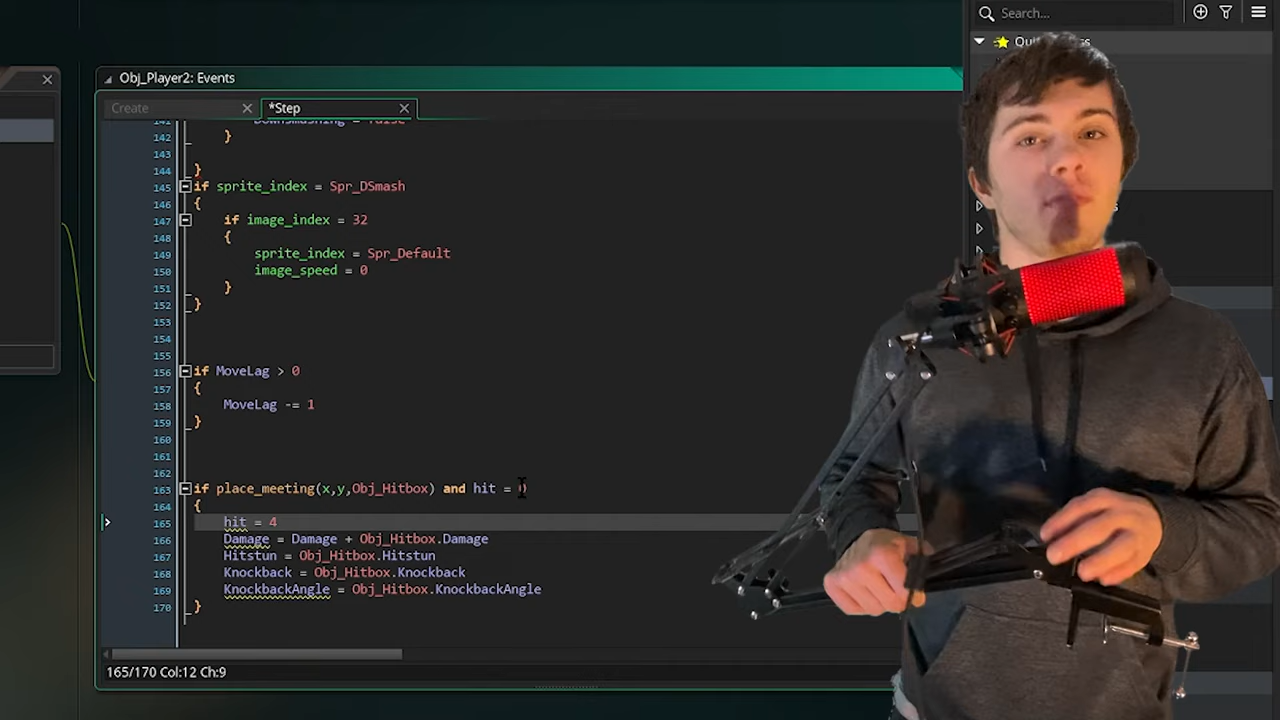 Search...
Obj_Player2: Events
Create
*Step
142 }
143
144 }
145 if sprite_index = Spr_DSmash
146 {
147 if image_index = 32
148 {
149 sprite_index = Spr_Default
150 image_speed = 0
151 }
152 }
153
154
155
156 if MoveLag > 0
157 {
158 MoveLag -= 1
159 }
160
161
162
163 if place_meeting(x,y,Obj_Hitbox) and hit =
164 {
165 hit = 4
166 Damage = Damage + Obj_Hitbox.Damage
167 Hitstun = Obj_Hitbox.Hitstun
168 Knockback = Obj_Hitbox.Knockback
169 KnockbackAngle = Obj_Hitbox.KnockbackAngle
170 }
165/170 Col:12 Ch:9